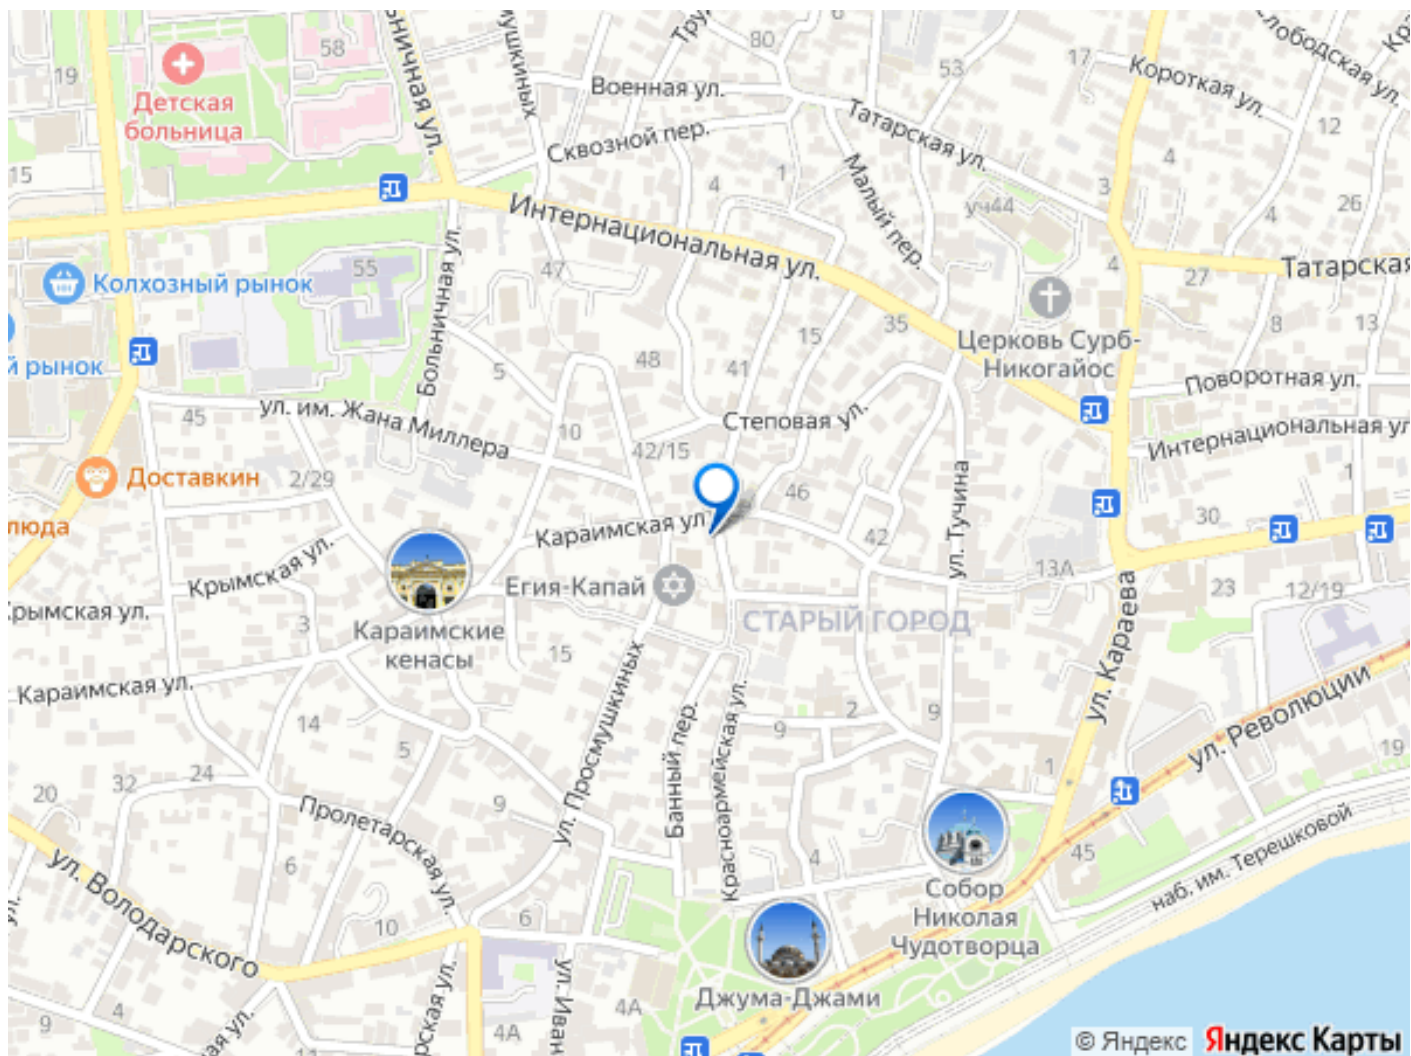 58
19
Детская
больница
15
Военная ул.
80
53
17
Короткая ул.
12
Сквозной пер.
Татарская ул.
Малый пер.
4
1
4
3
уч44
26
4
Интернациональная ул.
Колхозный рынок
55
47
4
27
Татарская
Больничная ул.
15
35
8
13
Церковь Сурб-
Никогайос
й рынок
48
41
5
Поворотная ул.
45
ул. им. Жана Миллера
10
Степовая ул.
42/15
Интернациональная ул
1
Доставкин
2/29
46
люда
Караимская ул
42
30
ул. Тучина
Крымская ул.
Егия-Капай
13А
23
12/19
Крымская ул.
3
СТАРЫЙ ГОРОД
Караимские
кенасы
15
ул. Караева
Караимская ул.
14
5
ул. Просмушкиных
Банный пер.
Красноармейская ул.
9
2
9
ул. Революции
19
20
32
24
9
1
Пролетарская ул.
ул. Володарского
6
4
45
наб. им. Терешковой
Собор
Николая
Чудотворца
10
6
Джума-Джами
4
9
4А
4А
ул. Иван
© Яндекс Яндекс Карты